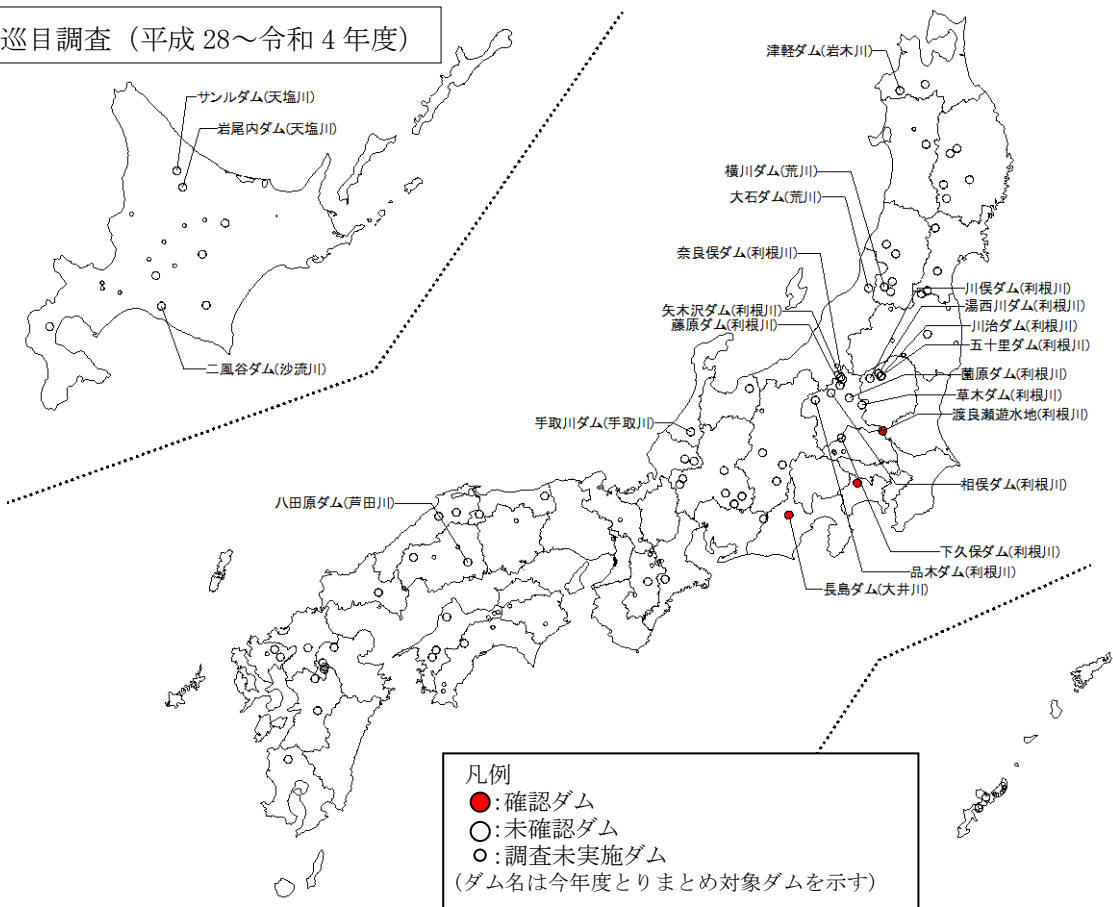 巡目調査（平成 28～令和 4 年度）
津軽ダム(岩木川)
サンルダム(天塩川)
岩尾内ダム(天塩川)
横川ダム(荒川)
大石ダム(荒川)
奈良俣ダム(利根川)
川俣ダム(利根川)
湯西川ダム(利根川)
矢木沢ダム(利根川)
藤原ダム(利根川)
川治ダム(利根川)
五十里ダム(利根川)
二風谷ダム(沙流川)
薗原ダム(利根川)
草木ダム(利根川)
渡良瀬遊水地(利根川)
手取川ダム(手取川)
相俣ダム(利根川)
八田原ダム(芦田川)
下久保ダム(利根川)
品木ダム(利根川)
長島ダム(大井川)
凡例
:確認ダム
:未確認ダム
:調査未実施ダム
(ダム名は今年度とりまとめ対象ダムを示す)